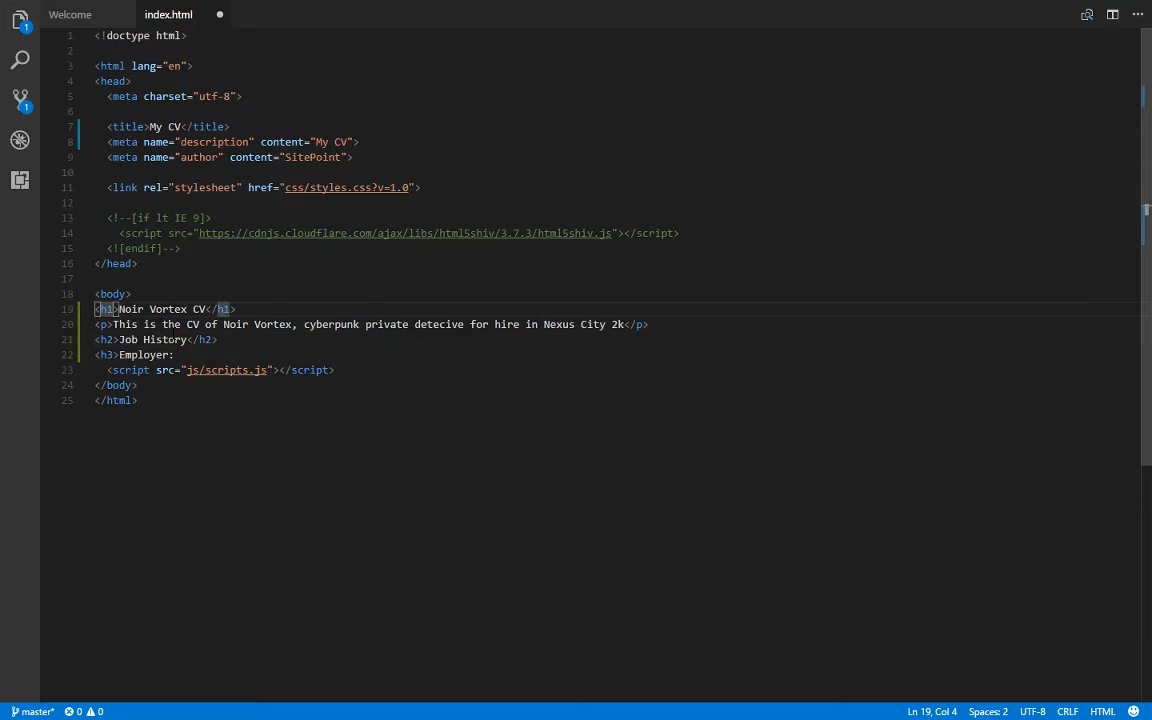 Welcome
index.html
1
1
1 <!doctype html>
2
3 <html lang="en">
4 <head>
5 <meta charset="utf-8">
6
7 <title>My CV</title>
8 <meta name="description" content="My CV">
9 <meta name="author" content="SitePoint">
10
11 <link rel="stylesheet" href="css/styles.css?v=1.0">
12
13 <!--[if lt IE 9]>
14 <script src="https://cdnjs.cloudflare.com/ajax/libs/html5shiv/3.7.3/html5shiv.js"></script>
15 <![endif]-->
16 </head>
17
18 <body>
19 <h1>Noir Vortex CV</h1>
20 <p>This is the CV of Noir Vortex, cyberpunk private detecive for hire in Nexus City 2k</p>
21 <h2>Job History</h2>
22 <h3>Employer:
23 <script src="js/scripts.js"></script>
24 </body>
25 </html>
master* 0 0 Ln 19, Col 4 Spaces: 2 UTF-8 CRLF HTML